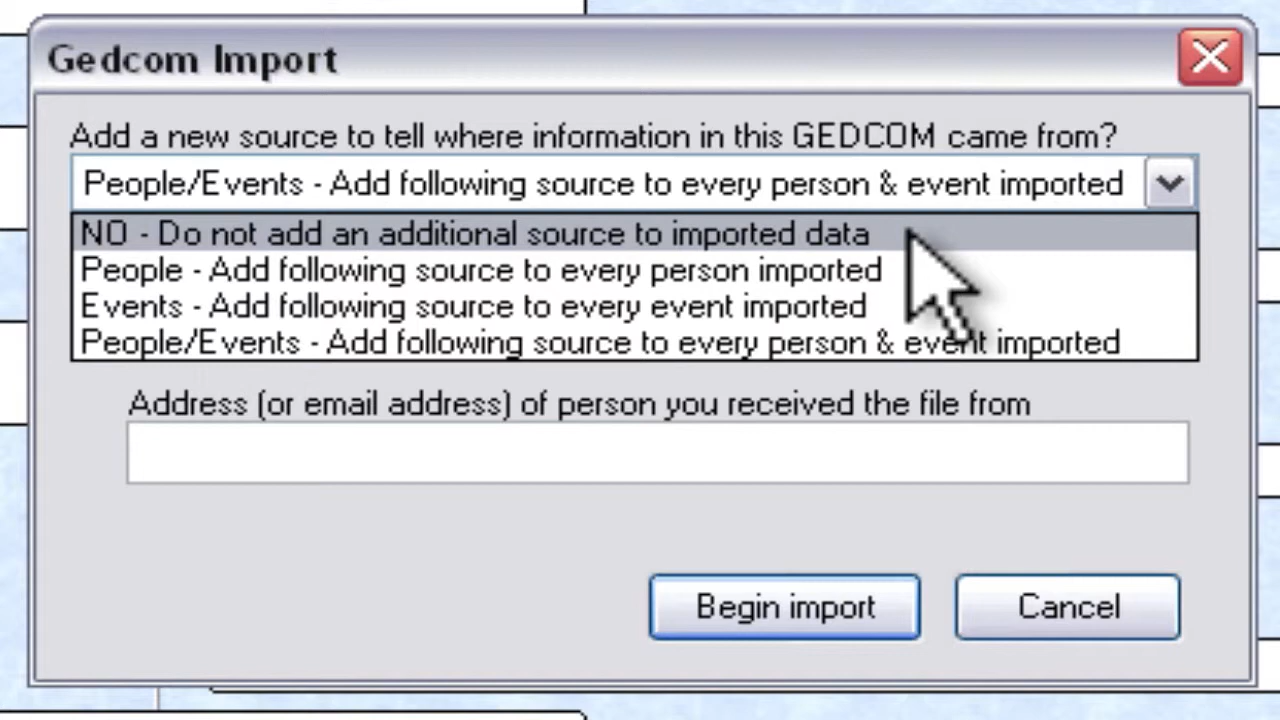 Gedcom Import
Add a new source to tell where information in this GEDCOM came from?
People/Events - Add following source to every person & event imported
NO - Do not add an additional source to imported data
People - Add following source to every person imported
Events - Add following source to every event imported
People/Events - Add following source to every person & event imported
Address (or email address) of person you received the file from
Begin import
Cancel